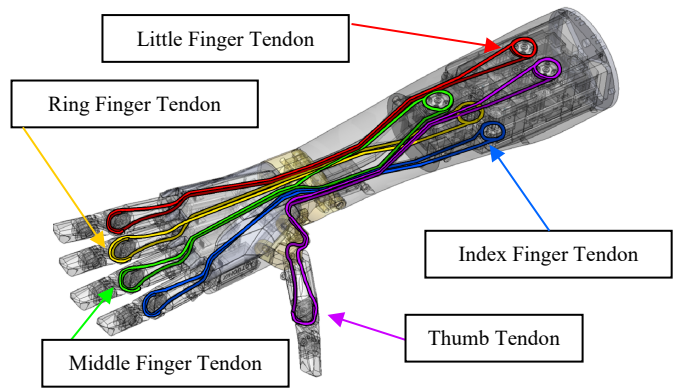 Little Finger Tendon
Ring Finger Tendon
Index Finger Tendon
Thumb Tendon
Middle Finger Tendon